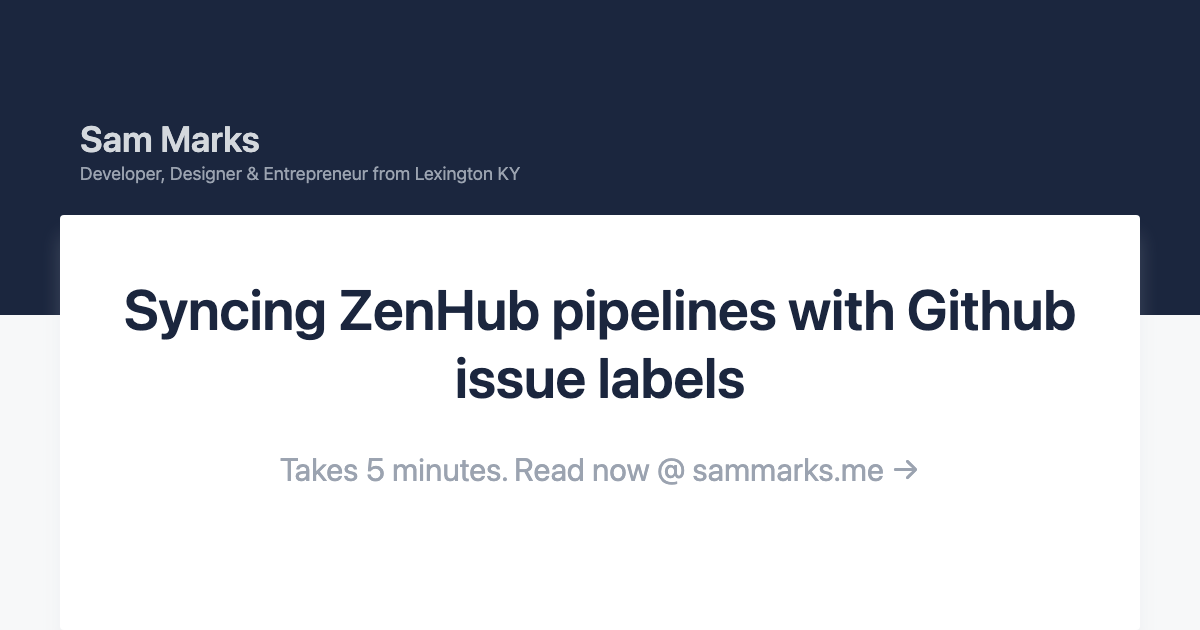 Sam Marks
Developer, Designer & Entrepreneur from Lexington KY
Syncing ZenHub pipelines with Github
issue labels
Takes 5 minutes. Read now @ sammarks.me →